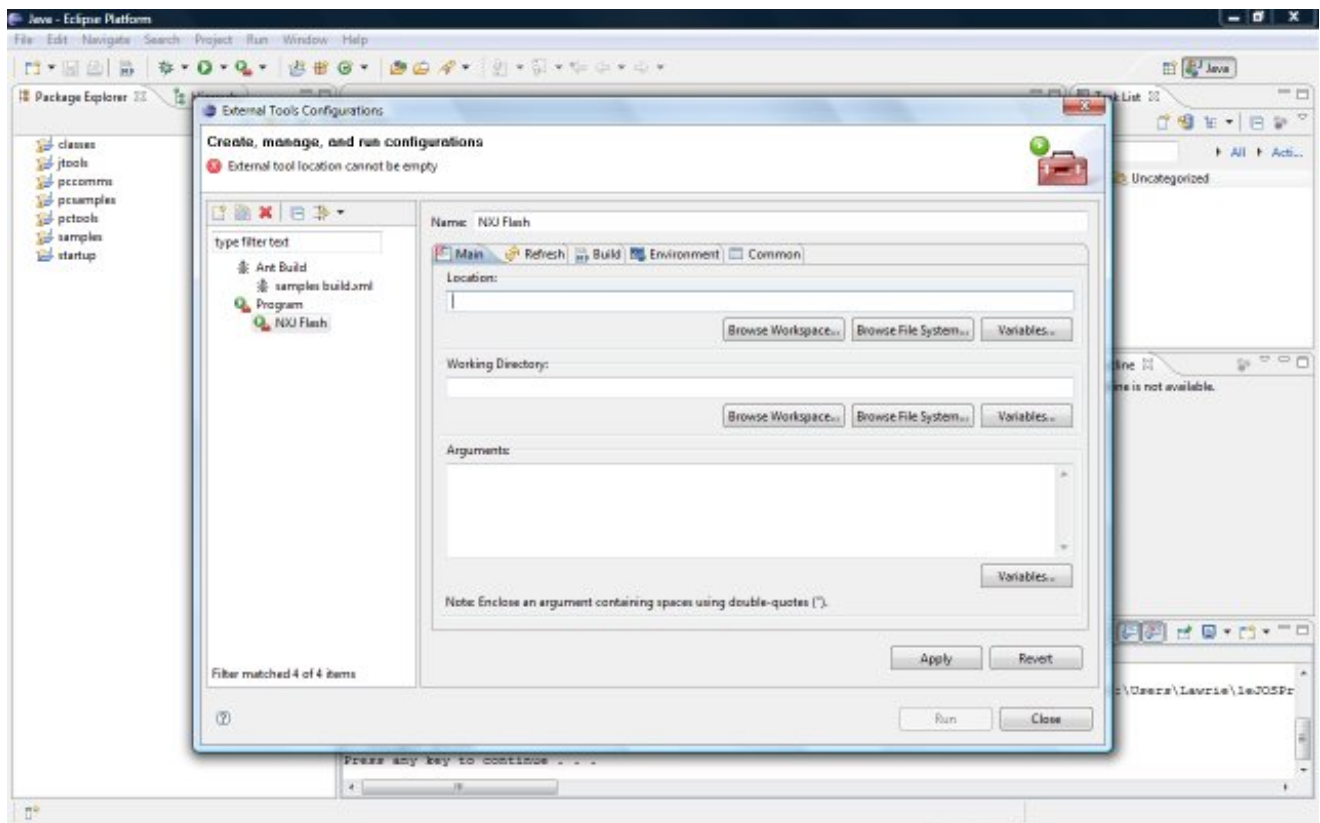 Java - Eclipse Platform
File Edit Navigate Search Project Run Window Help
Java
Package Explorer
External Tools Configurations
Create, manage, and run configurations
External tool location cannot be empty
All Acti...
Uncategorized
classes
jtools
pccomms
pcsamples
pctools
samples
startup
type filter text
Ant Build
samples build.xml
Program
NXJ Flash
Filter matched 4 of 4 items
Name: NXJ Flash
Main Refresh Build Environment Common
Location:
Browse Workspace... Browse File System... Variables...
Working Directory:
Browse Workspace... Browse File System... Variables...
Arguments:
Variables...
Note: Enclose an argument containing spaces using double-quotes (").
Apply Revert
Run Close
is not available.
:\Users\Lawrie\leJOSPr
Press any key to continue . . .